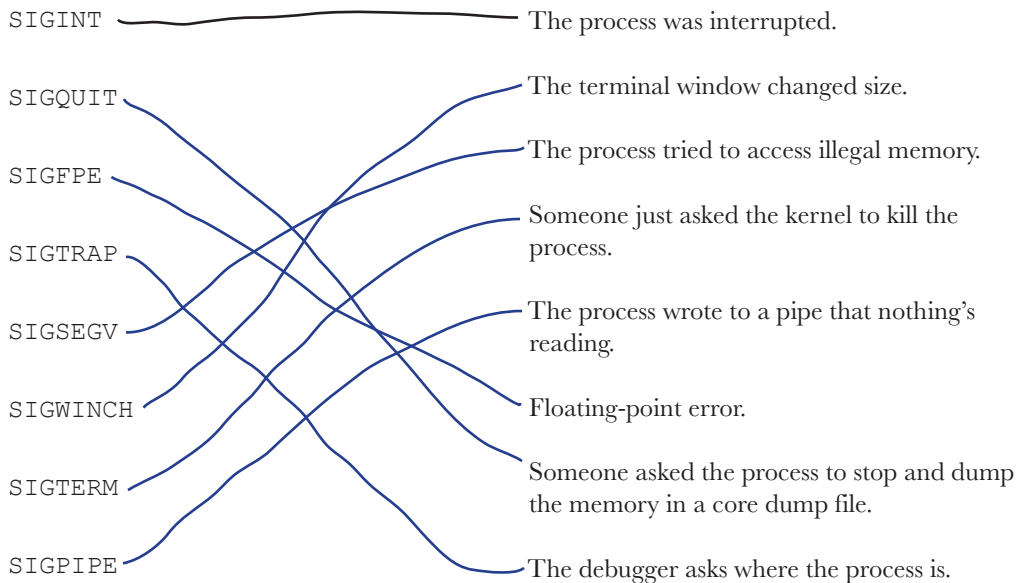 SIGINT
The process was interrupted.
SIGQUIT
The terminal window changed size.
SIGFPE
The process tried to access illegal memory.
SIGTRAP
Someone just asked the kernel to kill the
process.
SIGSEGV
The process wrote to a pipe that nothing’s
reading.
SIGWINCH
Floating-point error.
SIGTERM
Someone asked the process to stop and dump
the memory in a core dump file.
SIGPIPE
The debugger asks where the process is.